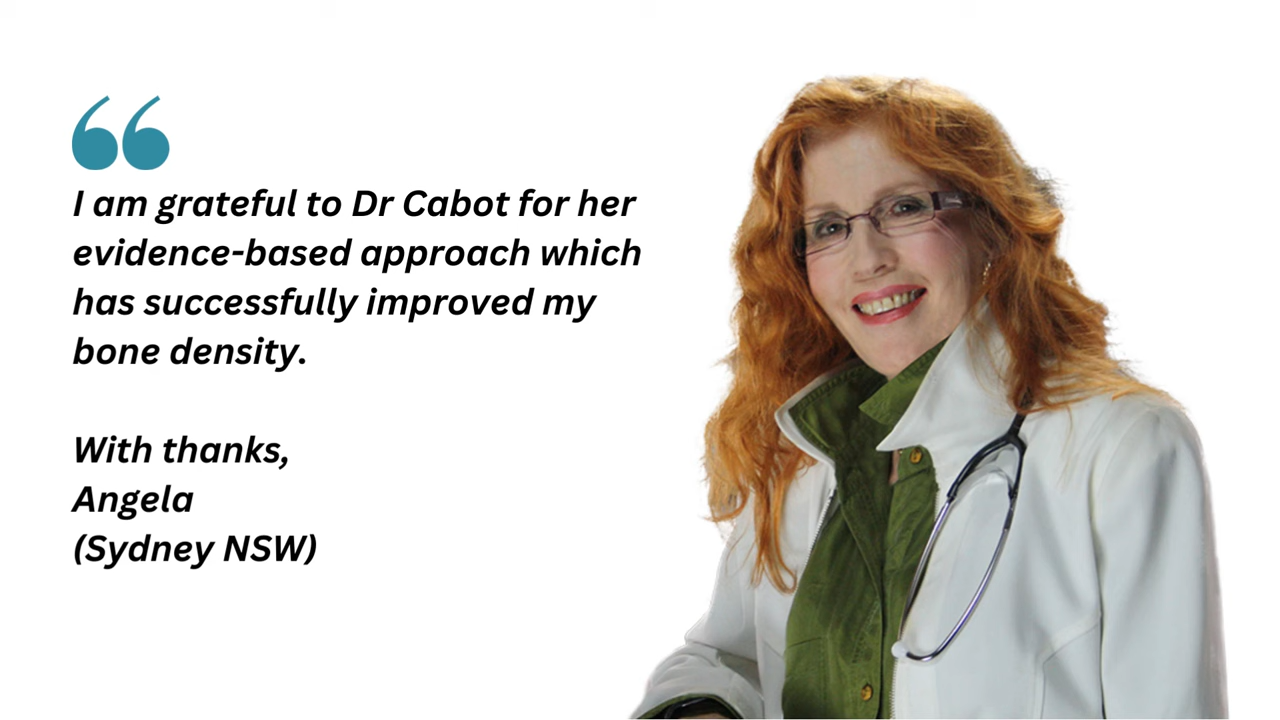 “
I am grateful to Dr Cabot for her
evidence-based approach which
has successfully improved my
bone density.
With thanks,
Angela
(Sydney NSW)